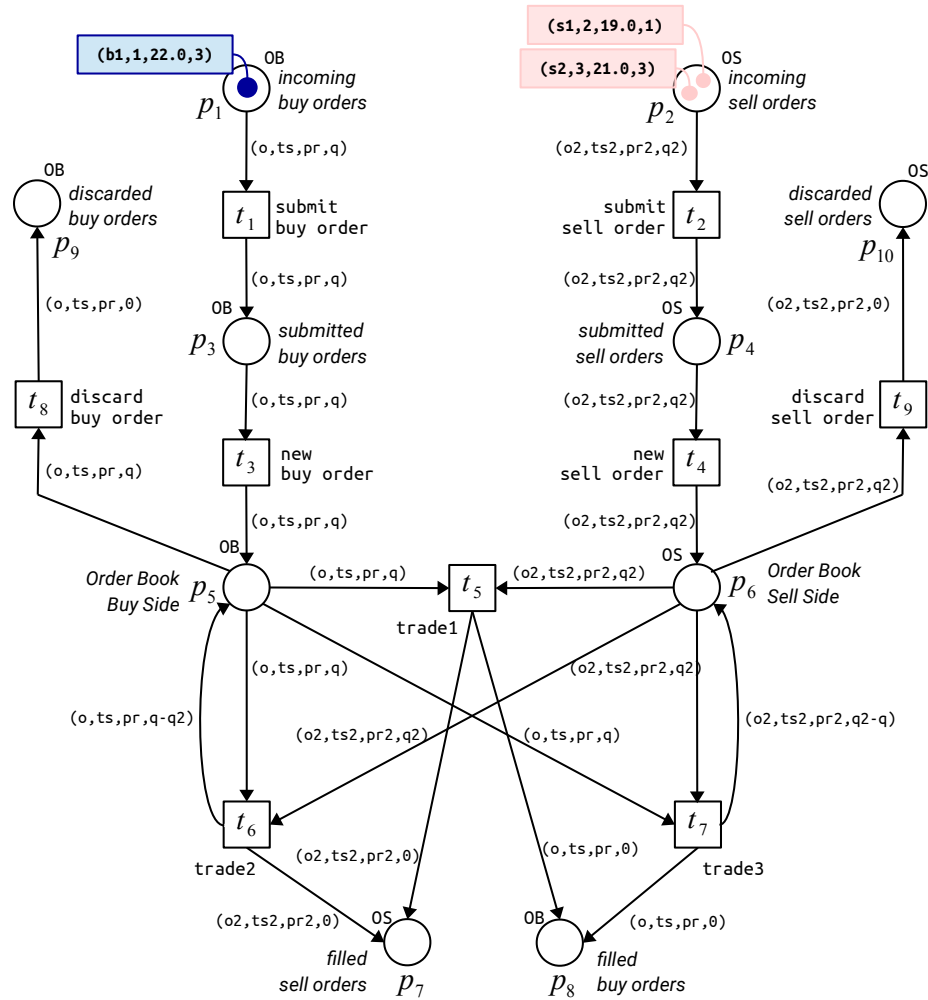 (b1,1,22.0,3)
OB
incoming
buy orders
p1
(s1,2,19.0,1)
(s2,3,21.0,3)
OS
incoming
sell orders
p2
(o,ts,pr,q)
(o2,ts2,pr2,q2)
OB
discarded
buy orders
p9
t1
submit
buy order
submit
sell order
t2
discarded
sell orders
OS
p10
(o,ts,pr,0)
(o,ts,pr,q)
(o2,ts2,pr2,q2)
(o2,ts2,pr2,0)
OB
p3
submitted
buy orders
OS
submitted
sell orders
p4
t8
discard
buy order
(o,ts,pr,q)
(o2,ts2,pr2,q2)
discard
sell order
t9
(o,ts,pr,q)
t3
new
buy order
new
sell order
t4
(o2,ts2,pr2,q2)
(o,ts,pr,q)
(o2,ts2,pr2,q2)
OB
Order Book
Buy Side
p5
(o,ts,pr,q)
t5
trade1
(o2,ts2,pr2,q2)
OS
p6
Order Book
Sell Side
(o,ts,pr,q)
(o2,ts2,pr2,q2)
(o,ts,pr,q-q2)
(o2,ts2,pr2,q2)
(o,ts,pr,q)
(o2,ts2,pr2,q2-q)
t6
trade2
t7
trade3
(o2,ts2,pr2,0)
(o,ts,pr,0)
(o2,ts2,pr2,0)
(o,ts,pr,0)
OS
filled
sell orders
p7
OB
filled
buy orders
p8